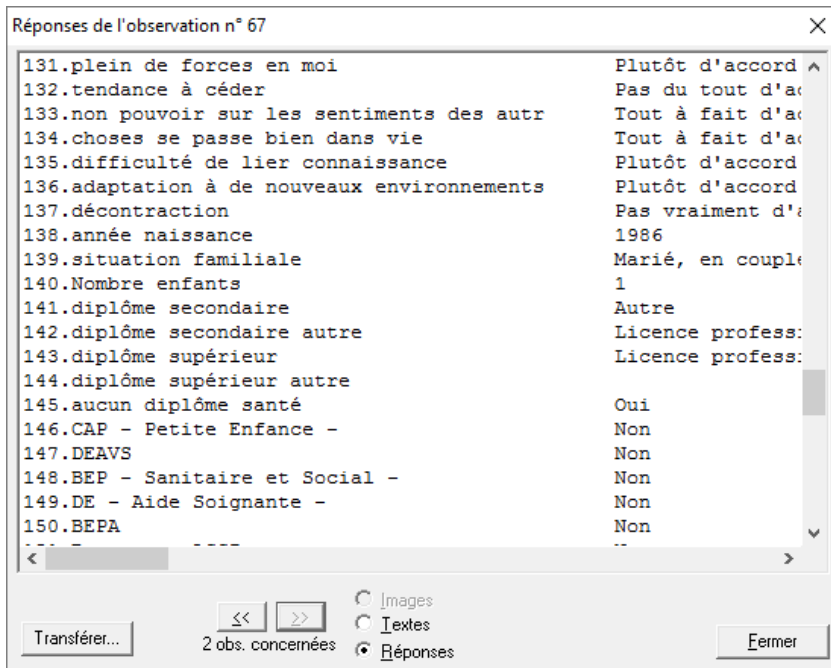 Réponses de l'observation n° 67
131.plein de forces en moi Plutôt d'accord
132.tendance à céder Pas du tout d'a
133.non pouvoir sur les sentiments des autr Tout à fait d'a
134.choses se passe bien dans vie Tout à fait d'a
135.difficulté de lier connaissance Plutôt d'accord
136.adaptation à de nouveaux environnements Plutôt d'accord
137.décontraction Pas vraiment d'a
138.année naissance 1986
139.situation familiale Marié, en couple
140.Nombre enfants 1
141.diplôme secondaire Autre
142.diplôme secondaire autre Licence profess
143.diplôme supérieur Licence profess
144.diplôme supérieur autre
145.aucun diplôme santé Oui
146.CAP - Petite Enfance - Non
147.DEAVS Non
148.BEP - Sanitaire et Social - Non
149.DE - Aide Soignante - Non
150.BEPA Non
Transférer...
<< >>
2 obs. concernées
Images
Textes
Réponses
Fermer